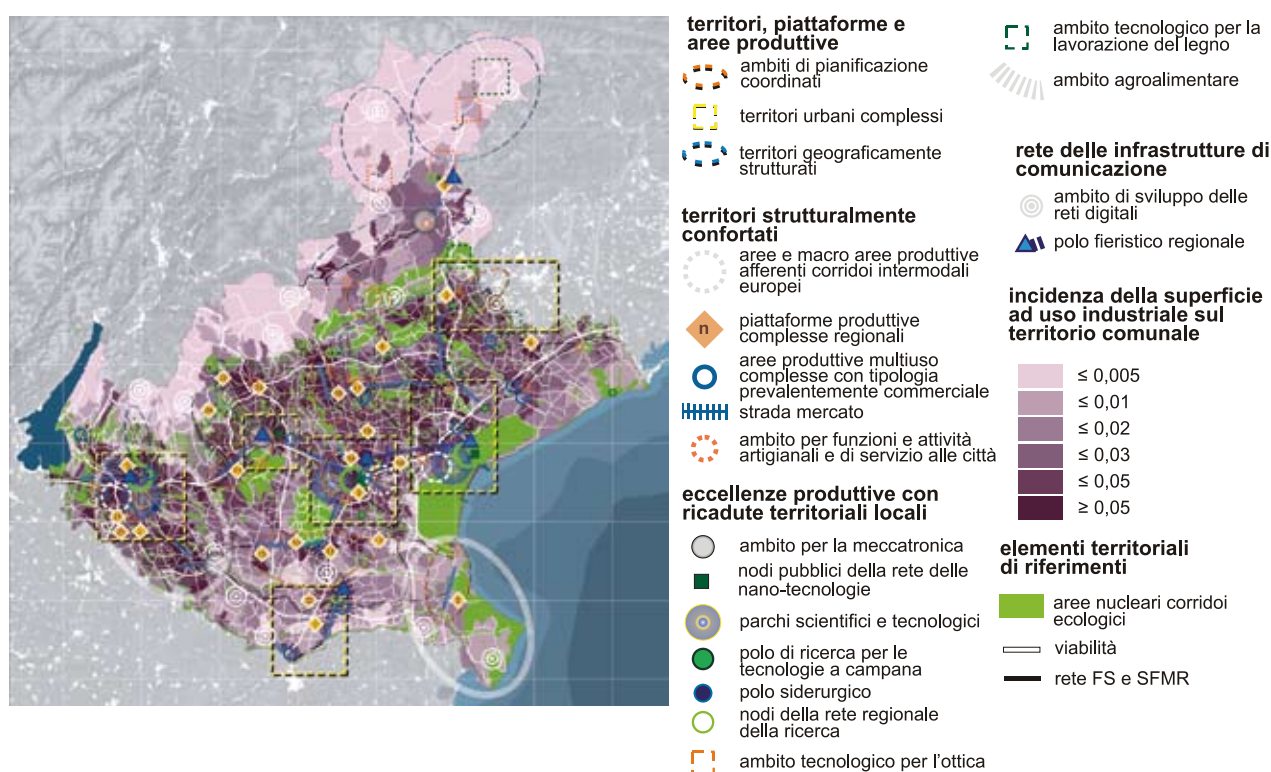 territori, piattaforme e
aree produttive
ambiti di pianificazione
coordinati
territori urbani complessi
territori geograficamente
strutturati
territori strutturalmente
confortati
aree e macro aree produttive
afferenti corridoi intermodali
europei
n
piattaforme produttive
complesse regionali
aree produttive multiuso
complesse con tipologia
prevalentemente commerciale
strada mercato
ambito per funzioni e attività
artigianali e di servizio alle città
eccellenze produttive con
ricadute territoriali locali
ambito per la meccatronica
nodi pubblici della rete delle
nano-tecnologie
parchi scientifici e tecnologici
polo di ricerca per le
tecnologie a campana
polo siderurgico
nodi della rete regionale
della ricerca
ambito tecnologico per l'ottica
ambito tecnologico per la
lavorazione del legno
ambito agroalimentare
rete delle infrastrutture di
comunicazione
ambito di sviluppo delle
reti digitali
polo fieristico regionale
incidenza della superficie
ad uso industriale sul
territorio comunale
≤ 0,005
≤ 0,01
≤ 0,02
≤ 0,03
≤ 0,05
≥ 0,05
elementi territoriali
di riferimenti
aree nucleari corridoi
ecologici
viabilità
rete FS e SFMR